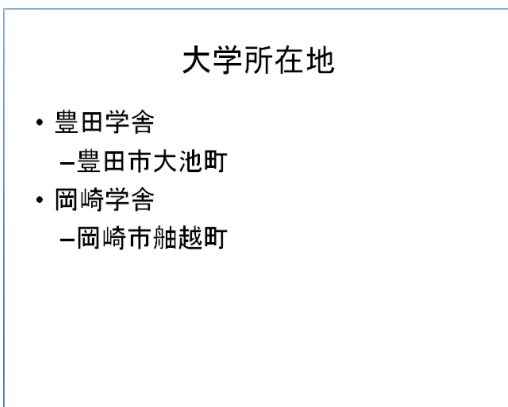 大学所在地
• 豊田学舎
–豊田市大池町
• 岡崎学舎
–岡崎市舳越町